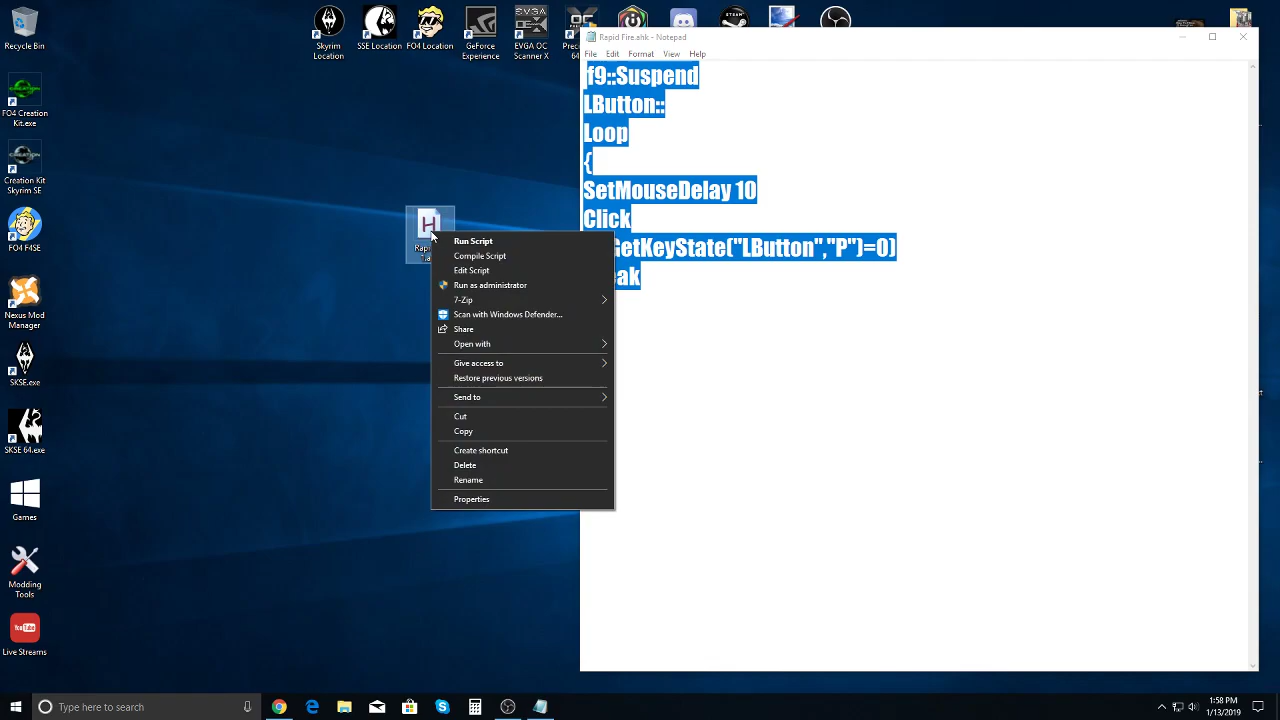 Recycle Bin
Skyrim Location
SSE Location
FO4 Location
GeForce Experience
EVGA OC Scanner X
STEAM
Rapid Fire.ahk - Notepad
File Edit Format View Help
f9::Suspend
LButton::
Loop
{
SetMouseDelay 10
Click
GetKeyState("LButton","P")=0)
FO4 Creation Kit.exe
Creation Kit Skyrim SE
FO4 F4SE
Nexus Mod Manager
SKSE.exe
SKSE 64.exe
Games
Modding Tools
Live Streams
Run Script
Compile Script
Edit Script
Run as administrator
7-Zip
Scan with Windows Defender...
Share
Open with
Give access to
Restore previous versions
Send to
Cut
Copy
Create shortcut
Delete
Rename
Properties
Type here to search
1:58 PM
1/13/2019